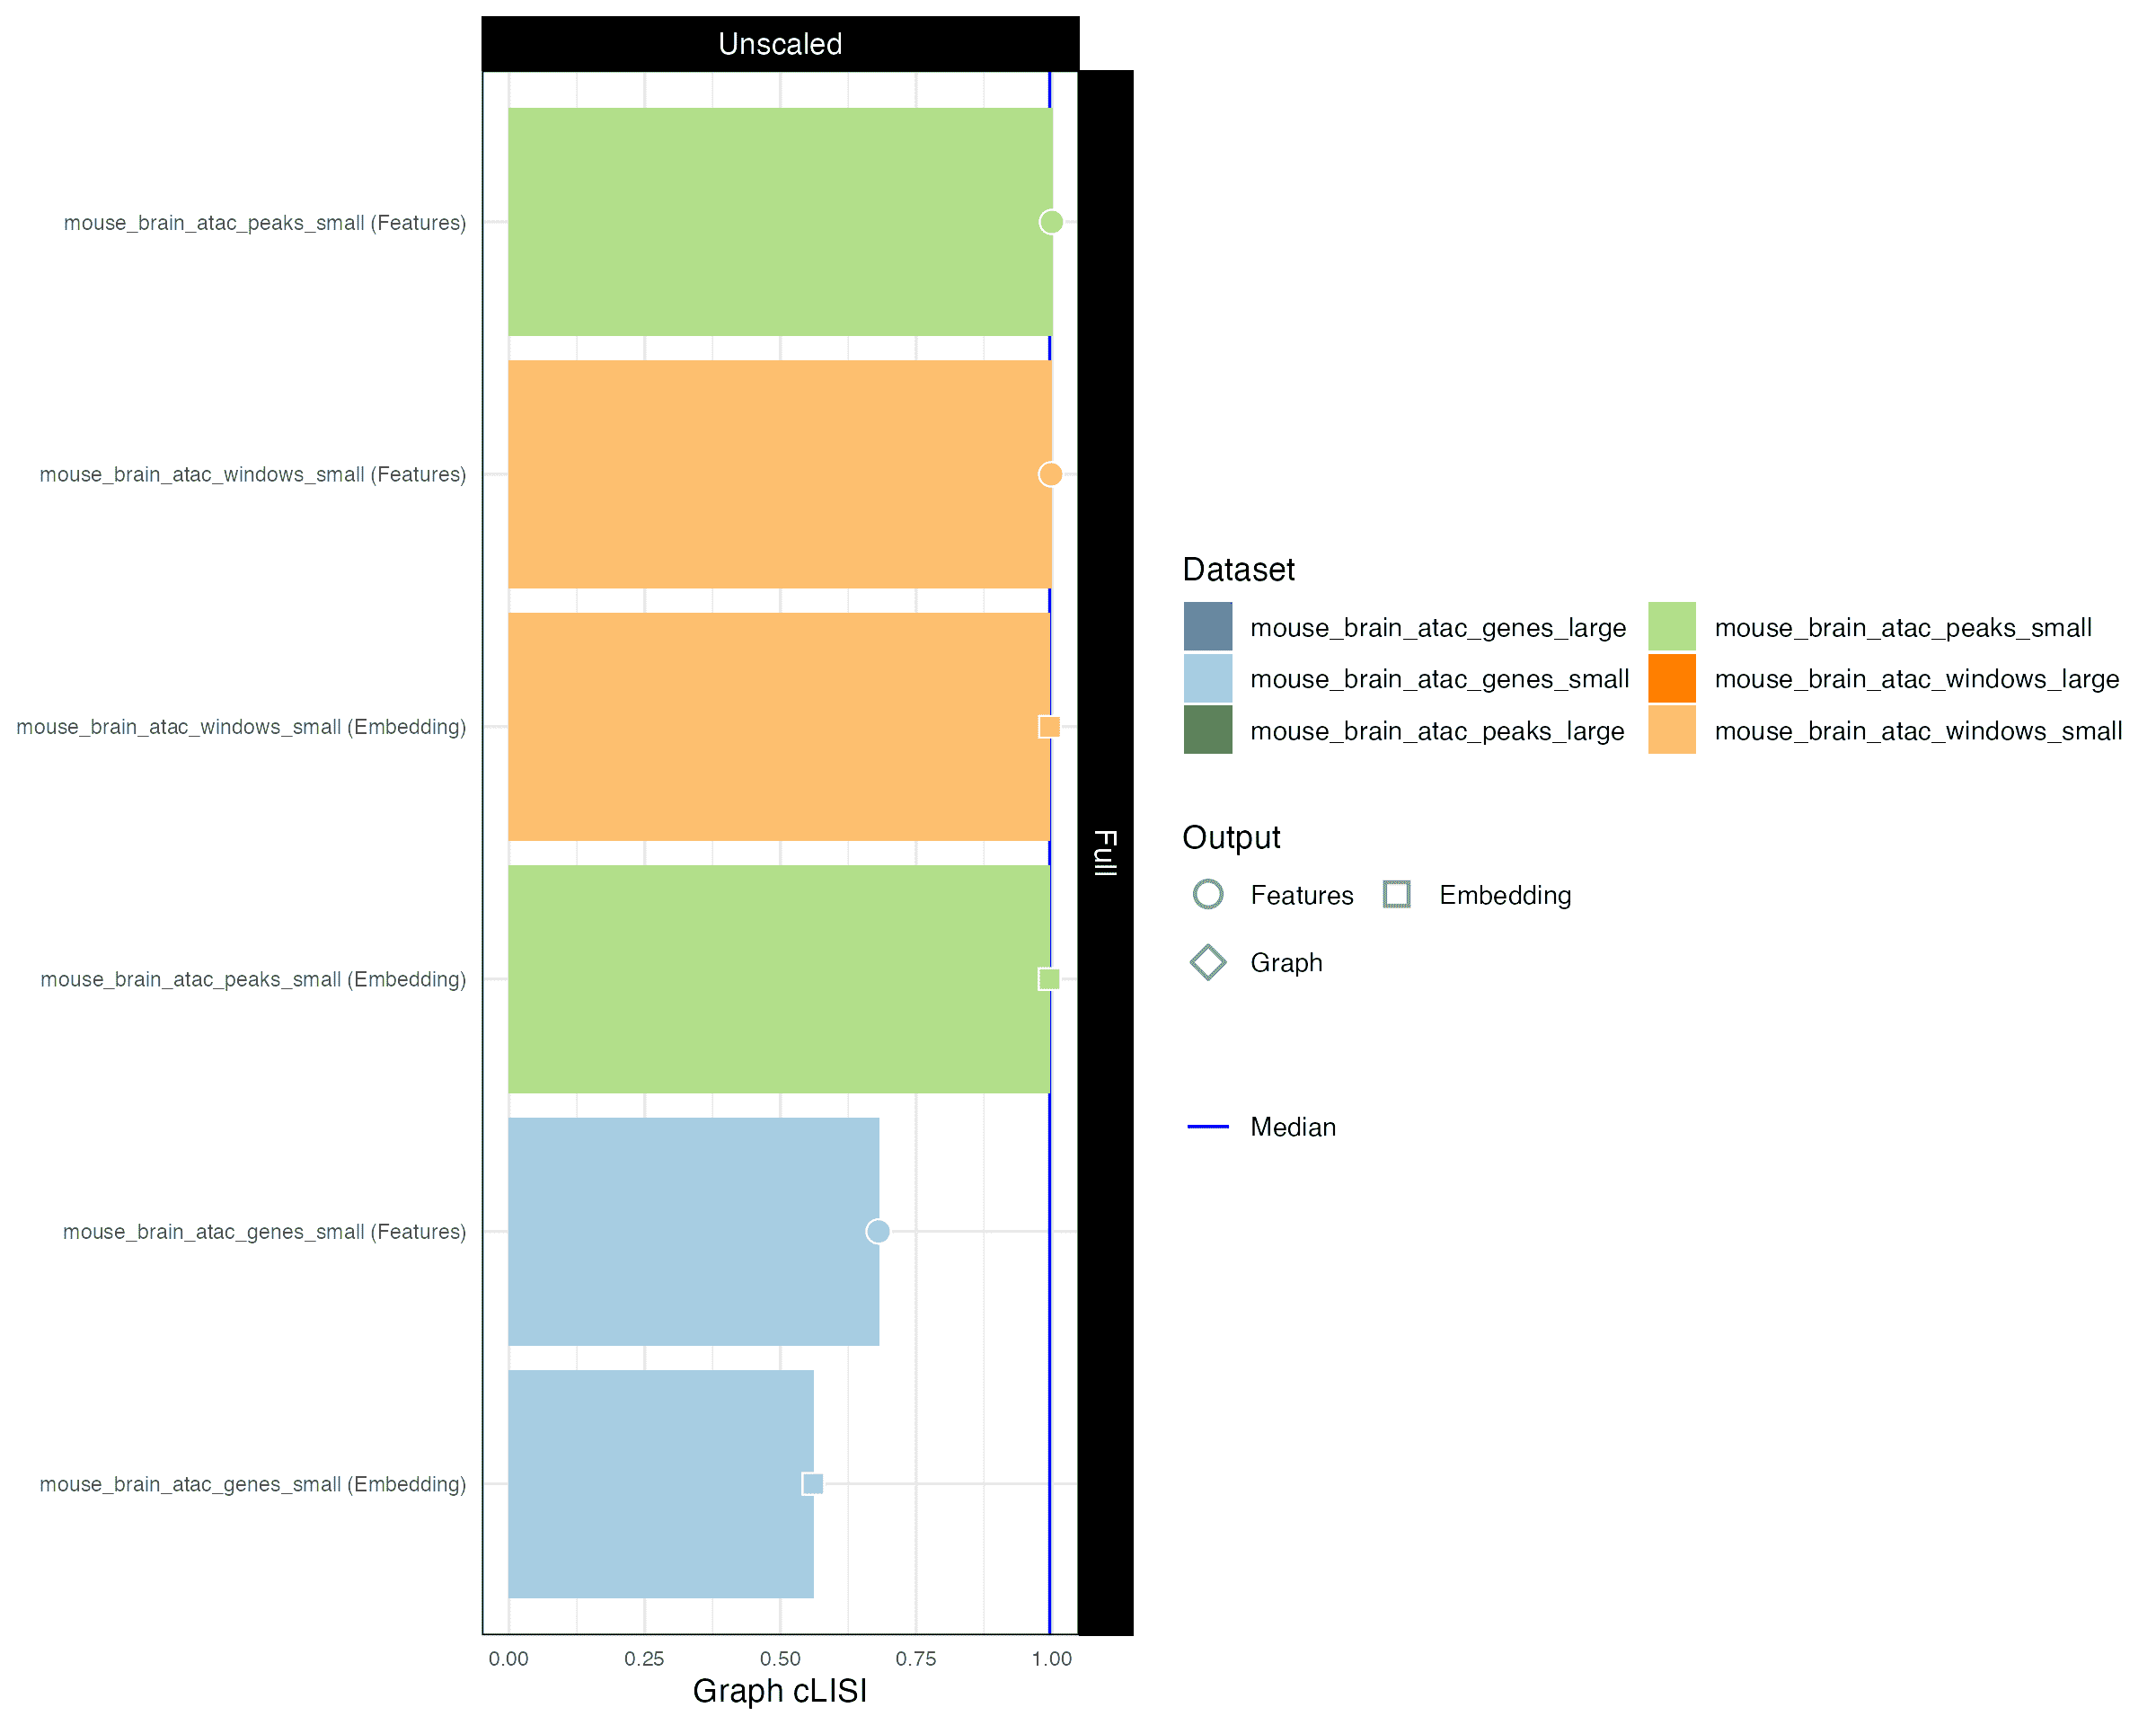 Unscaled
mouse_brain_atac_peaks_small (Features)
mouse_brain_atac_windows_small (Features)
mouse_brain_atac_windows_small (Embedding)
mouse_brain_atac_peaks_small (Embedding)
mouse_brain_atac_genes_small (Features)
mouse_brain_atac_genes_small (Embedding)
0.00 0.25 0.50 0.75 1.00
Graph cLISI
Full
Dataset
mouse_brain_atac_genes_large mouse_brain_atac_peaks_small
mouse_brain_atac_genes_small mouse_brain_atac_windows_large
mouse_brain_atac_peaks_large mouse_brain_atac_windows_small
Output
Features Embedding
Graph
Median